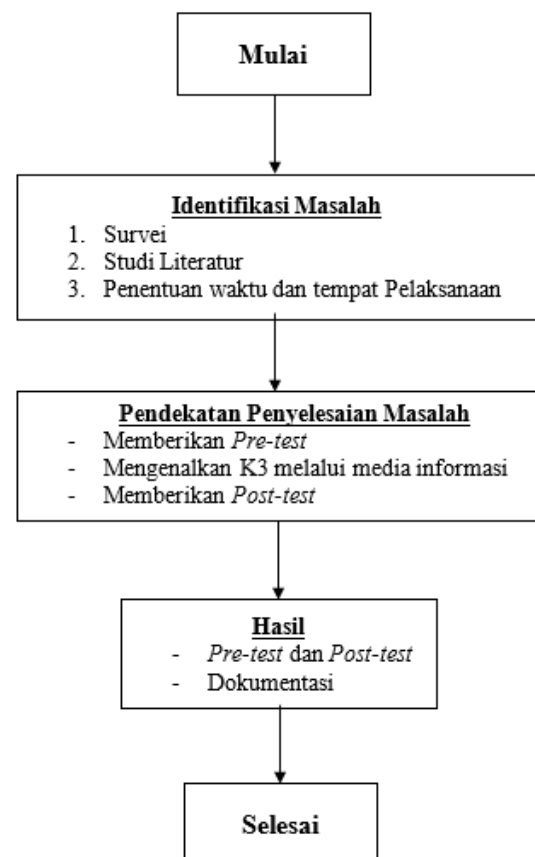 Mulai
Identifikasi Masalah
1. Survei
2. Studi Literatur
3. Penentuan waktu dan tempat Pelaksanaan
Pendekatan Penyelesaian Masalah
- Memberikan Pre-test
- Mengenalkan K3 melalui media informasi
- Memberikan Post-test
Hasil
- Pre-test dan Post-test
- Dokumentasi
Selesai